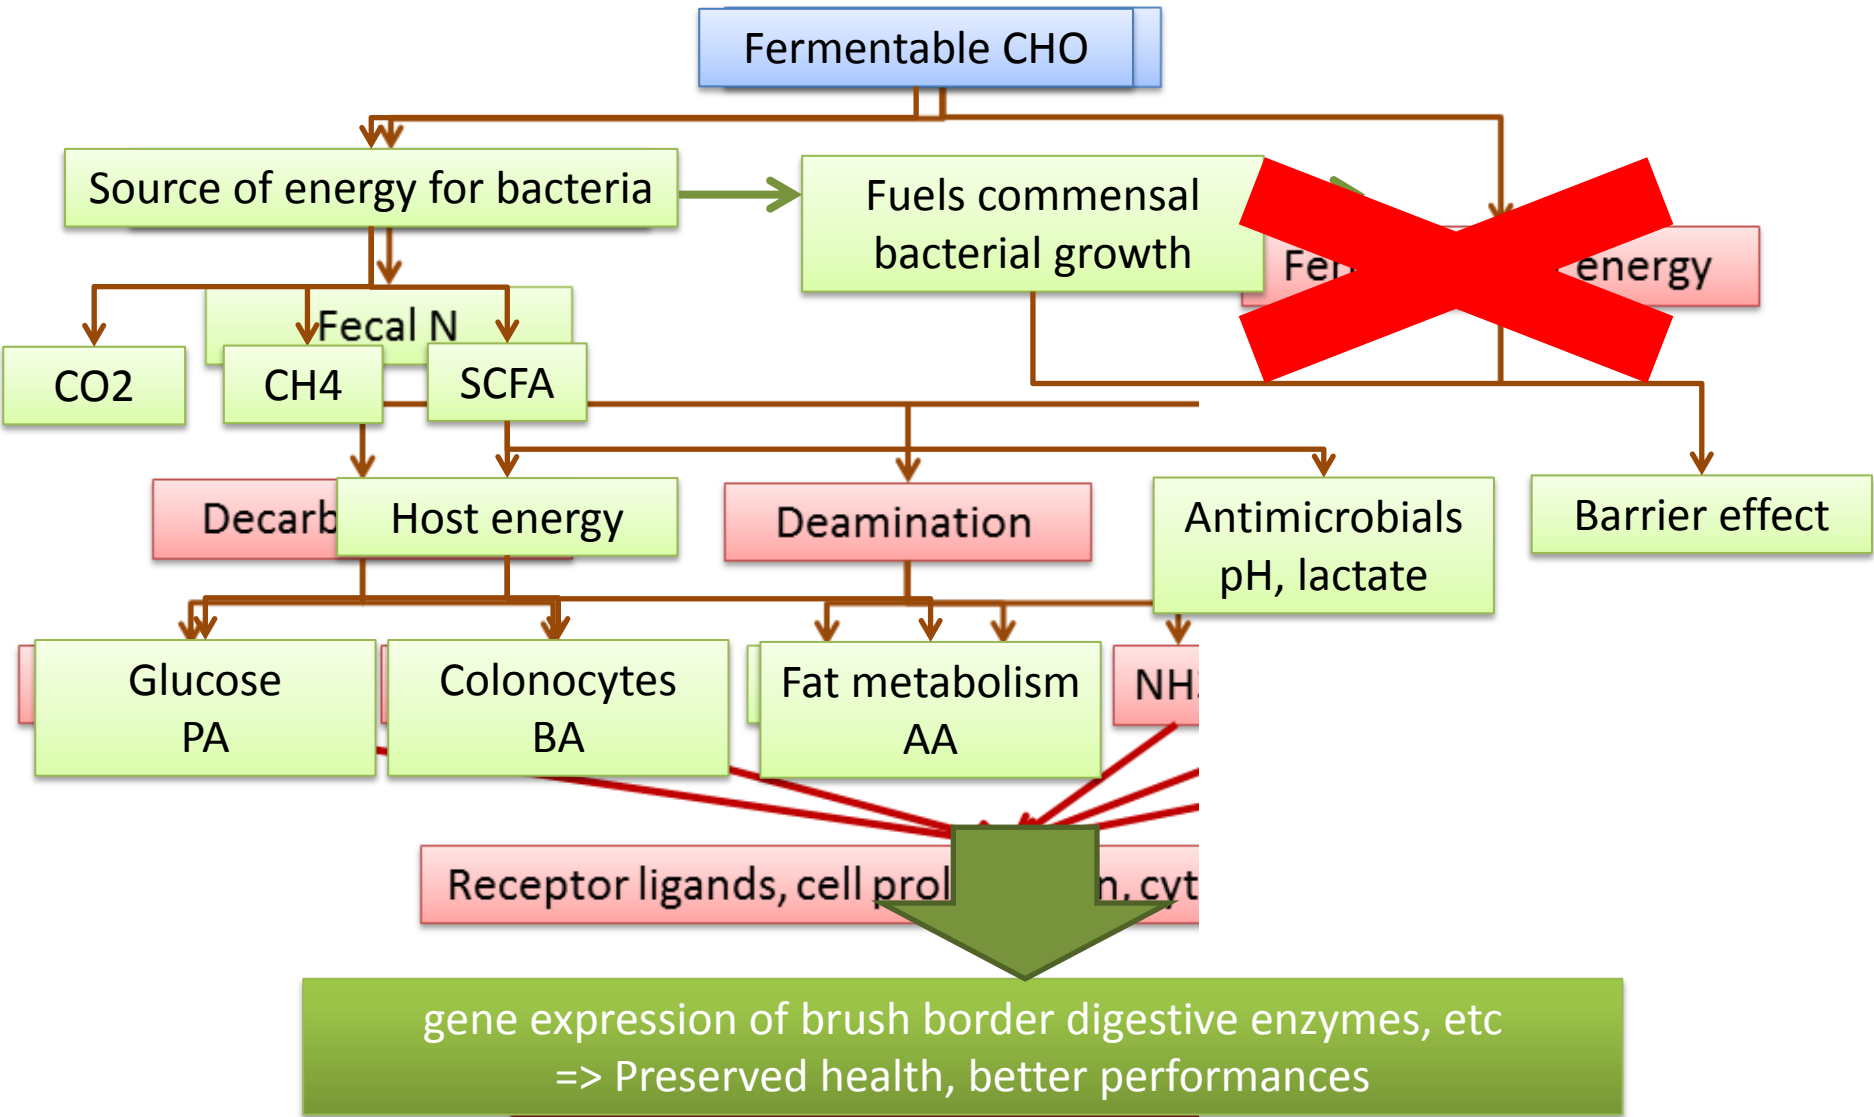 Fermentable CHO
Source of energy for bacteria
Fuels commensal
bacterial growth
energy
Fecal N
CO2
CH4
SCFA
Host energy
Deamination
Antimicrobials
pH, lactate
Barrier effect
Glucose
PA
Colonocytes
BA
Fat metabolism
AA
Receptor ligands, cell
gene expression of brush border digestive enzymes, etc
=> Preserved health, better performances